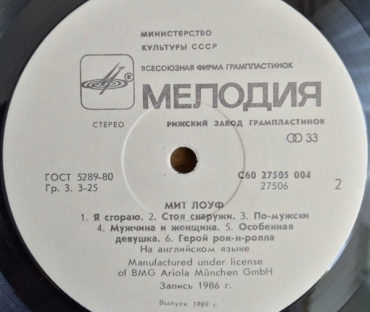 МИНИСТЕРСТВО
КУЛЬТУРЫ СССР
ВСЕСОЮЗНАЯ ФИРМА ГРАМПЛАСТИНОК
МЕЛОДИЯ
СТЕРЕО
РИЖСКИЙ ЗАВОД ГРАМПЛАСТИНОК
33
ГОСТ 5289-80
С60 27505 004
Гр. 3. 3-25
27506
2
МИТ ЛОУФ
1. Я сгораю. 2. Стоя снаружи. 3. По-мужски
4. Мужчина и женщина. 5. Особенная
девушка. 6. Герой рок-н-ролла
На английском языке
Manufactured under license
of BMG Ariola München GmbH
Запись 1986 г.
Выпуск 1989 г.